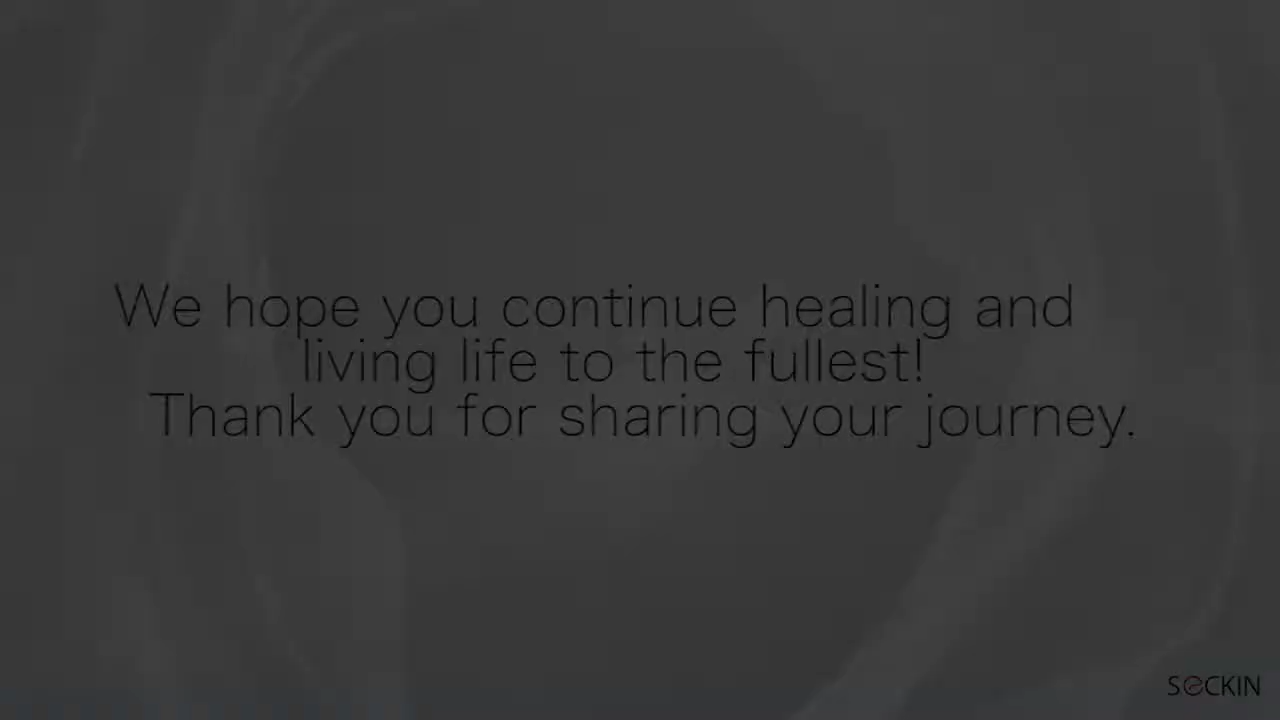 We hope you continue healing and
living life to the fullest!
Thank you for sharing your journey.
SeCKIN